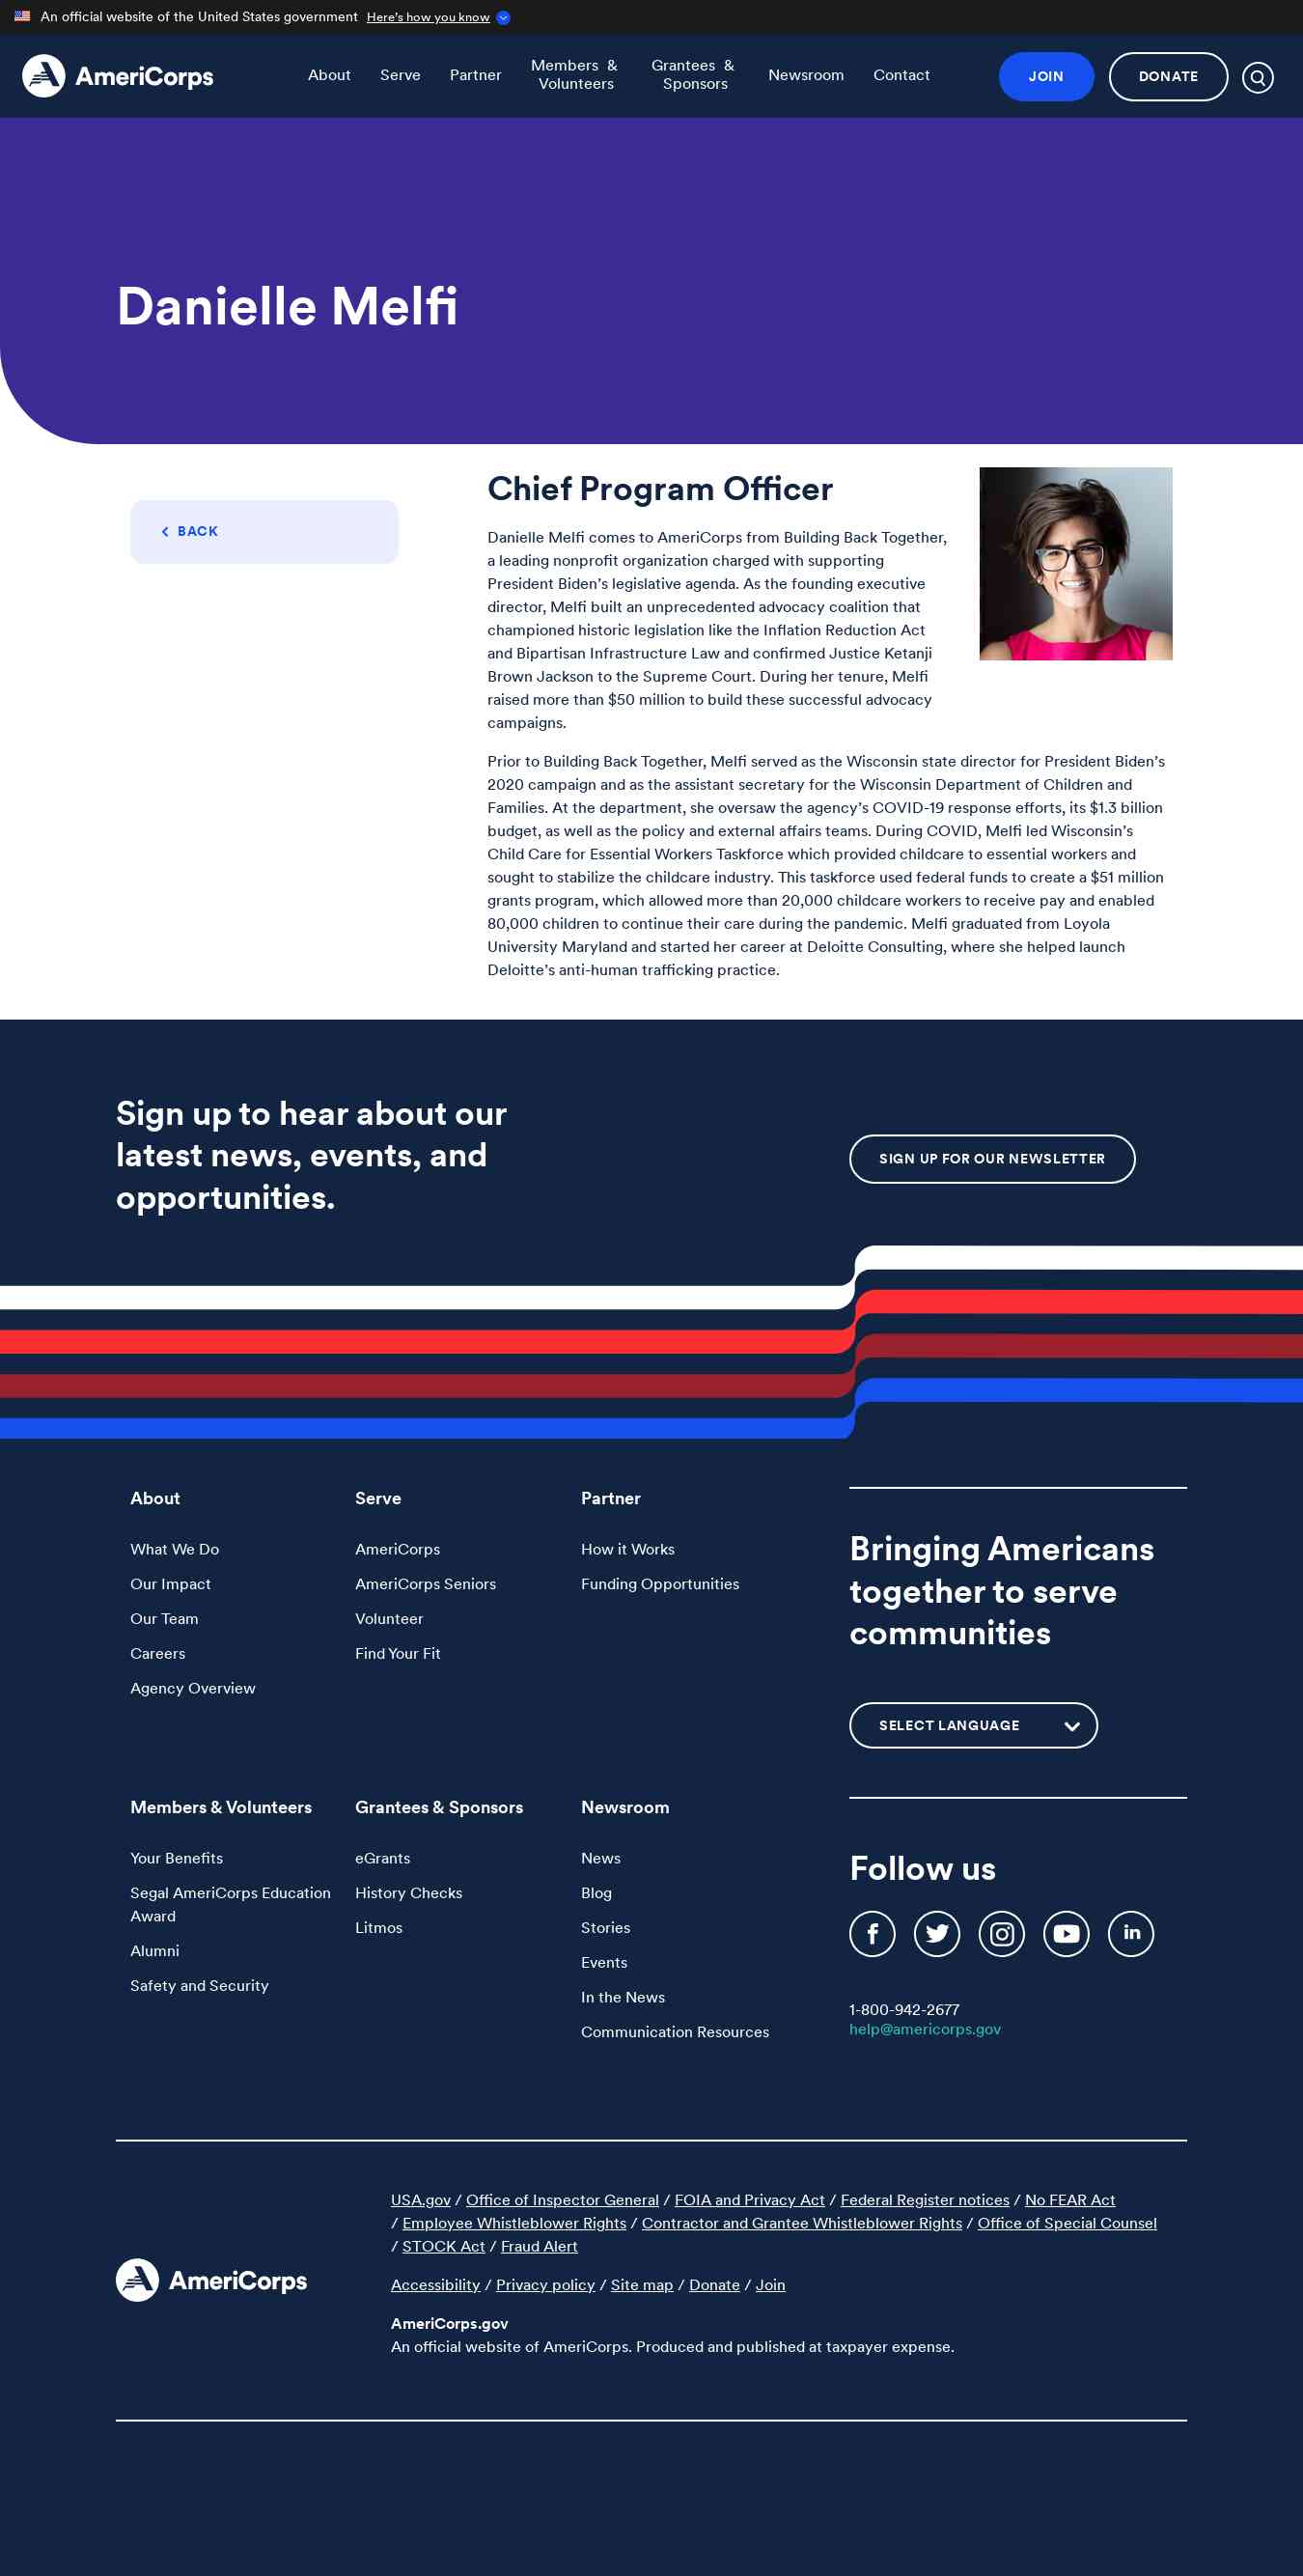 An official website of the United States government Here's how you know
AmeriCorps
About
Serve
Partner
Members &
Volunteers
Grantees &
Sponsors
Newsroom
Contact
JOIN
DONATE
Danielle Melfi
BACK
Chief Program Officer
Danielle Melfi comes to AmeriCorps from Building Back Together,
a leading nonprofit organization charged with supporting
President Biden’s legislative agenda. As the founding executive
director, Melfi built an unprecedented advocacy coalition that
championed historic legislation like the Inflation Reduction Act
and Bipartisan Infrastructure Law and confirmed Justice Ketanji
Brown Jackson to the Supreme Court. During her tenure, Melfi
raised more than $50 million to build these successful advocacy
campaigns.
Prior to Building Back Together, Melfi served as the Wisconsin state director for President Biden’s
2020 campaign and as the assistant secretary for the Wisconsin Department of Children and
Families. At the department, she oversaw the agency’s COVID-19 response efforts, its $1.3 billion
budget, as well as the policy and external affairs teams. During COVID, Melfi led Wisconsin’s
Child Care for Essential Workers Taskforce which provided childcare to essential workers and
sought to stabilize the childcare industry. This taskforce used federal funds to create a $51 million
grants program, which allowed more than 20,000 childcare workers to receive pay and enabled
80,000 children to continue their care during the pandemic. Melfi graduated from Loyola
University Maryland and started her career at Deloitte Consulting, where she helped launch
Deloitte’s anti-human trafficking practice.
Sign up to hear about our
latest news, events, and
opportunities.
SIGN UP FOR OUR NEWSLETTER
About
What We Do
Our Impact
Our Team
Careers
Agency Overview
Serve
AmeriCorps
AmeriCorps Seniors
Volunteer
Find Your Fit
Partner
How it Works
Funding Opportunities
Bringing Americans
together to serve
communities
SELECT LANGUAGE
Members & Volunteers
Your Benefits
Segal AmeriCorps Education
Award
Alumni
Safety and Security
Grantees & Sponsors
eGrants
History Checks
Litmos
Newsroom
News
Blog
Stories
Events
In the News
Communication Resources
Follow us
1-800-942-2677
help@americorps.gov
AmeriCorps
USA.gov / Office of Inspector General / FOIA and Privacy Act / Federal Register notices / No FEAR Act
/ Employee Whistleblower Rights / Contractor and Grantee Whistleblower Rights / Office of Special Counsel
/ STOCK Act / Fraud Alert
Accessibility / Privacy policy / Site map / Donate / Join
AmeriCorps.gov
An official website of AmeriCorps. Produced and published at taxpayer expense.